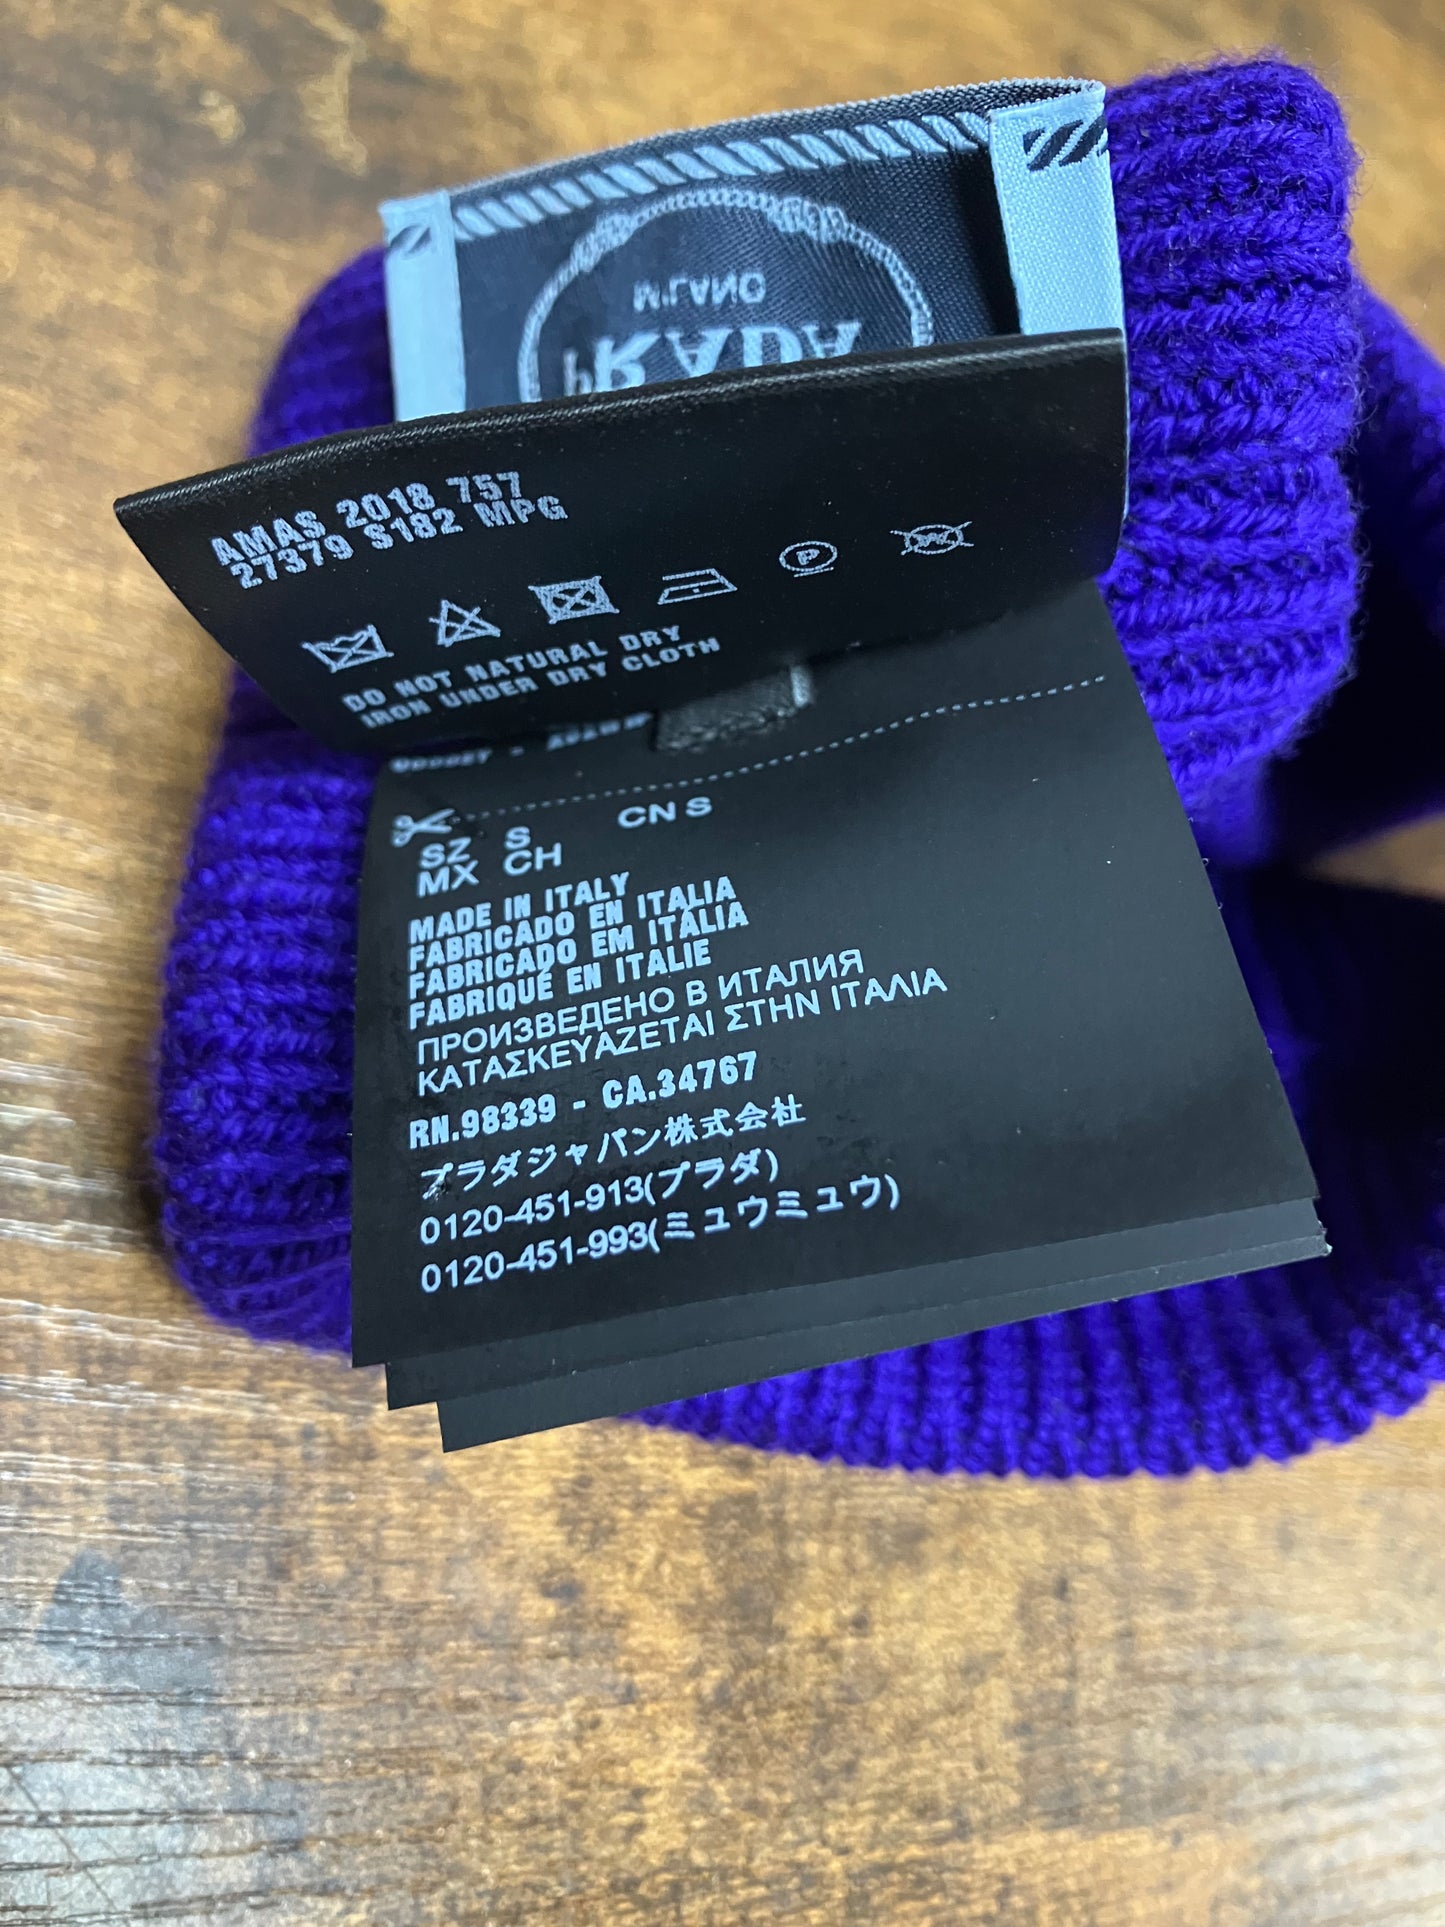 MILANO
PRADA
AMAS 2018 757
27379 S182 MPG
P
W
DO NOT NATURAL DRY
IRON UNDER DRY CLOTH
SZ S CN S
MX CH
MADE IN ITALY
FABRICADO EN ITALIA
FABRICADO EM ITÁLIA
FABRIQUÉ EN ITALIE
ПРОИЗВЕДЕНО В ИТАЛИЯ
ΚΑΤΑΣΚΕΥΑΖΕΤΑΙ ΣΤΗΝ ΙΤΑΛΙΑ
RN.98339 - CA.34767
プラダジャパン株式会社
0120-451-913(プラダ)
0120-451-993(ミュウミュウ)